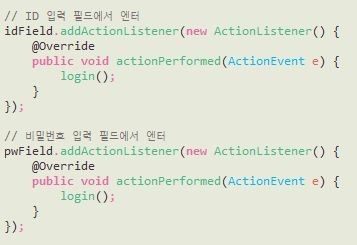 // ID 입력 필드에서 엔터
idField.addActionListener(new ActionListener() {
    @Override
    public void actionPerformed(ActionEvent e) {
        login();
    }
});

// 비밀번호 입력 필드에서 엔터
pwField.addActionListener(new ActionListener() {
    @Override
    public void actionPerformed(ActionEvent e) {
        login();
    }
});